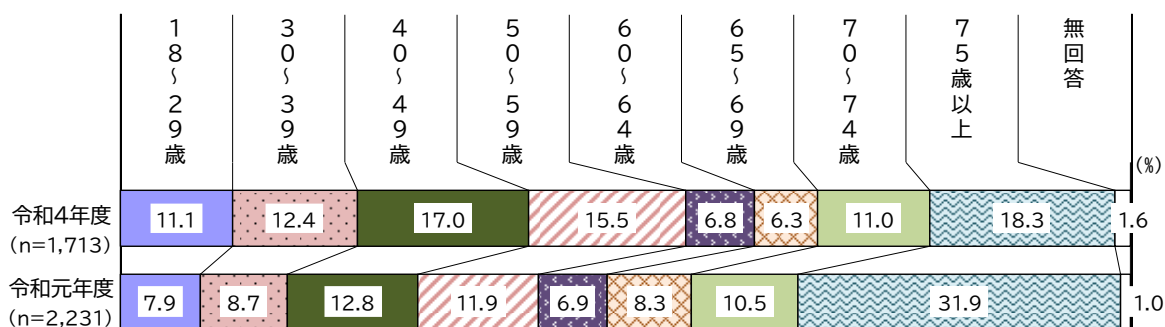 18~29歳
30~39歳
40~49歳
50~59歳
60~64歳
65~69歳
70~74歳
75歳以上
無回答
(%)
令和4年度
(n=1,713)
11.1
12.4
17.0
15.5
6.8
6.3
11.0
18.3
1.6
令和元年度
(n=2,231)
7.9
8.7
12.8
11.9
6.9
8.3
10.5
31.9
1.0